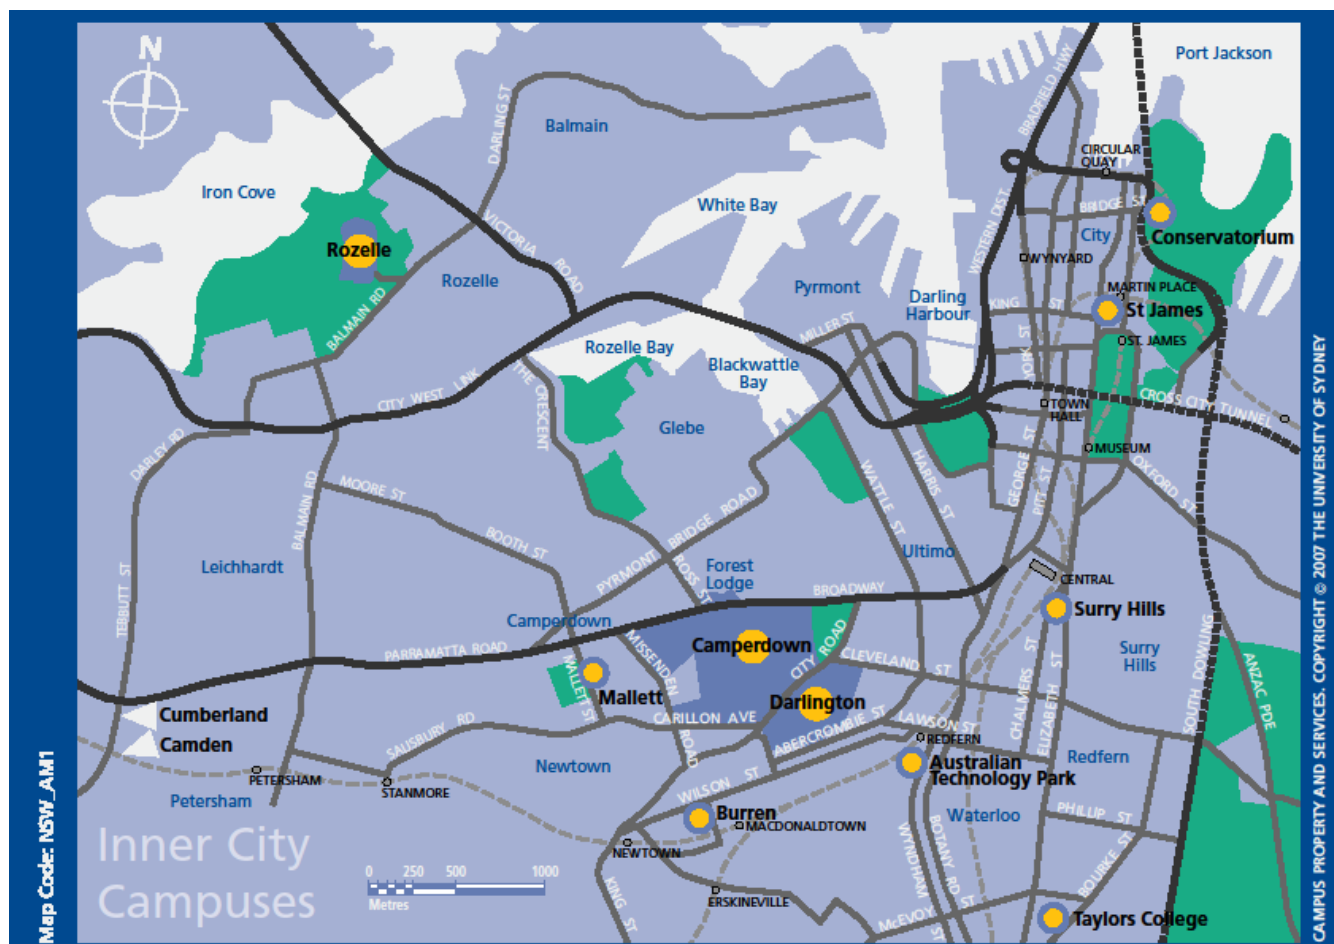 N
Port Jackson
BRADFIELD HWY
DARLING ST
Balmain
CIRCULAR
QUAY
Iron Cove
White Bay
BRIDGE ST
WESTERN DIST
City
Conservatorium
Rozelle
VICTORIA ROAD
WYNYARD
Rozelle
Pyrmont
MARTIN PLACE
Darling
Harbour
KING ST
St James
BALMAIN RD
MILLER ST
YORK ST
ST. JAMES
Rozelle Bay
Blackwattle
Bay
THE CRESCENT
CITY WEST LINK
CROSS CITY TUNNEL
TOWN
HALL
Glebe
DARLEY RD
MUSEUM
OXFORD ST
WATTLE ST
HARRIS ST
GEORGE ST
PITT ST
MOORE ST
BALMAIN RD
BOOTH ST
PYRMONT BRIDGE ROAD
Ultimo
Leichhardt
ROSS ST
Forest
Lodge
CENTRAL
BROADWAY
TEBBUTT ST
Camperdown
Surry Hills
PARRAMATTA ROAD
MISSENDEN ROAD
Camperdown
CITY ROAD
CLEVELAND ST
Surry
Hills
CHALMERS ST
ELIZABETH ST
SOUTH DOWLING
ANZAC PDE
MALLETT ST
Mallett
Darlington
Cumberland
Camden
SALISBURY RD
CARILLON AVE
ABERCROMBIE ST
LAWSON ST
REDFERN
Redfern
Newtown
PETERSHAM
Petersham
STANMORE
WILSON ST
Australian
Technology Park
Burren
MACDONALDTOWN
Waterloo
PHILLIP ST
NEWTOWN
WYNDHAM ST
BOTANY RD
BOURKE ST
KING ST
ERSKINEVILLE
McEVOY ST
Taylors College
Inner City
Campuses
0 250 500 1000
Metres
Map Code: NSW_AM1
CAMPUS PROPERTY AND SERVICES. COPYRIGHT © 2007 THE UNIVERSITY OF SYDNEY